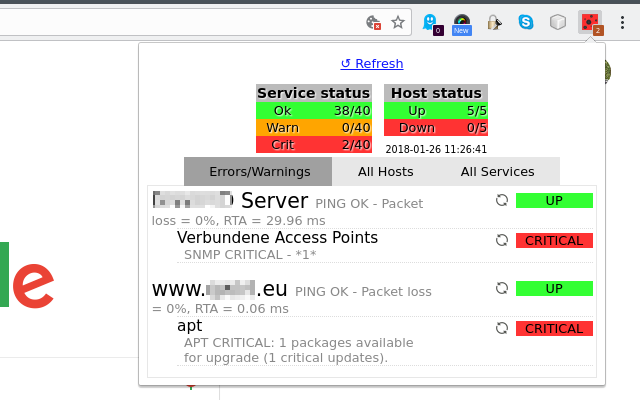 0
New
2
↺ Refresh
Service status
Ok 38/40
Warn 0/40
Crit 2/40
Host status
Up 5/5
Down 0/5
2018-01-26 11:26:41
Errors/Warnings
All Hosts
All Services
Server PING OK - Packet
loss = 0%, RTA = 29.96 ms
UP
Verbundene Access Points
CRITICAL
SNMP CRITICAL - *1*
www. .eu PING OK - Packet loss
= 0%, RTA = 0.06 ms
UP
apt
CRITICAL
APT CRITICAL: 1 packages available
for upgrade (1 critical updates).
le